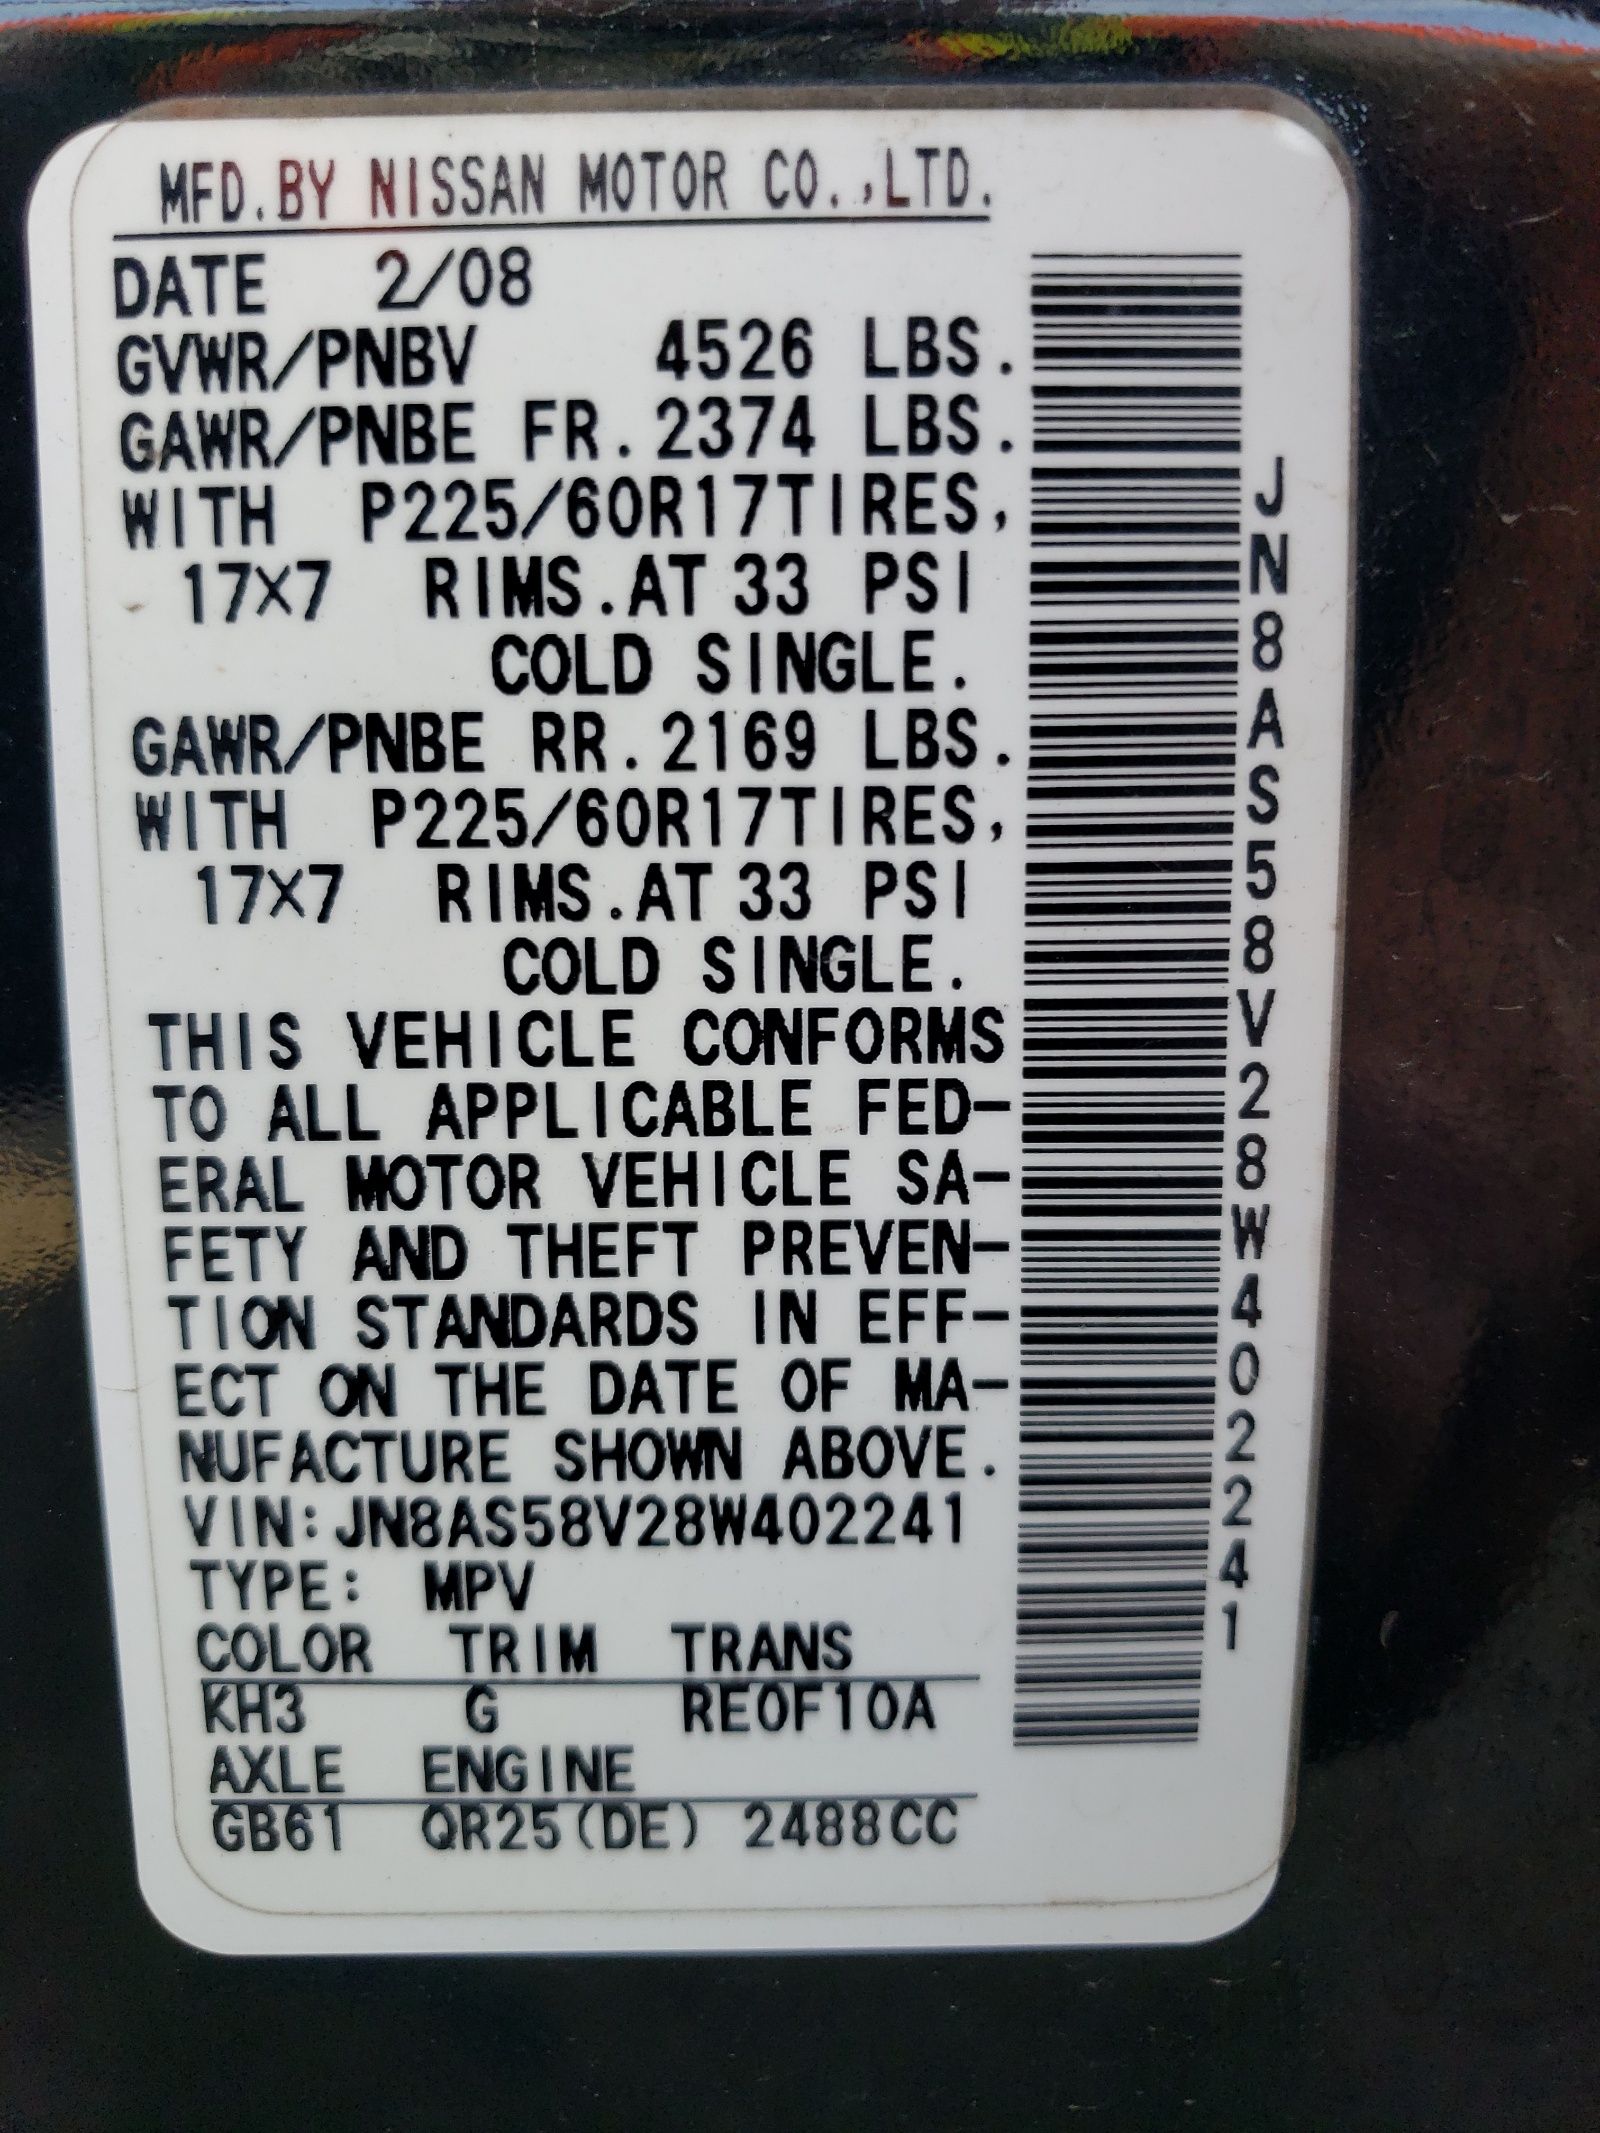 MFD.BY NISSAN MOTOR CO.,LTD.
DATE 2/08
GVWR/PNBV 4526 LBS.
GAWR/PNBE FR.2374 LBS.
WITH P225/60R17TIRES,
17X7 RIMS.AT 33 PSI
COLD SINGLE.
GAWR/PNBE RR.2169 LBS.
WITH P225/60R17TIRES,
17X7 RIMS.AT 33 PSI
COLD SINGLE.
THIS VEHICLE CONFORMS
TO ALL APPLICABLE FED-
ERAL MOTOR VEHICLE SA-
FETY AND THEFT PREVEN-
TION STANDARDS IN EFF-
ECT ON THE DATE OF MA-
NUFACTURE SHOWN ABOVE.
VIN:JN8AS58V28W402241
TYPE: MPV
COLOR TRIM TRANS
KH3 G RE0F10A
AXLE ENGINE
GB61 QR25(DE) 2488CC
JN8AS58V28W402241